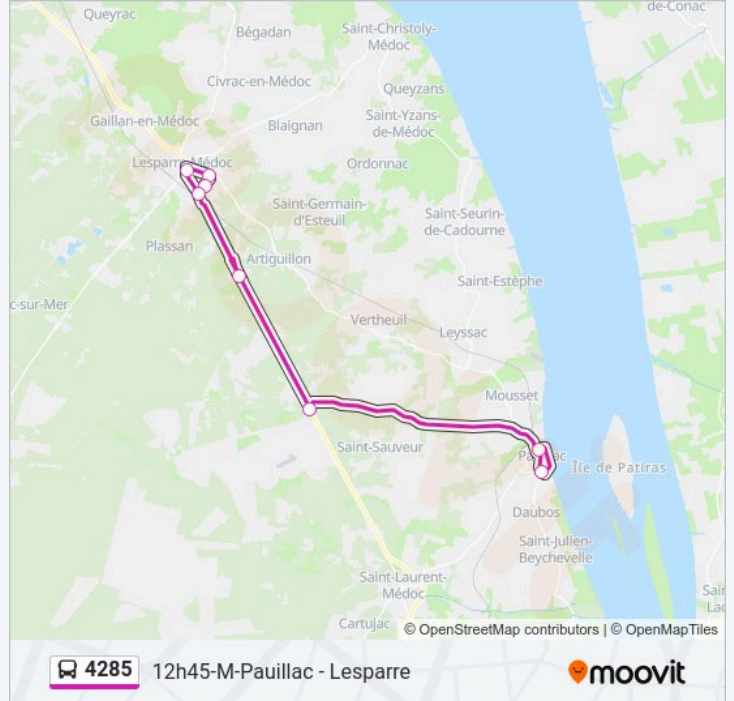 Queyrac
de-Conac
Saint-Christoly-
Médoc
Bégadan
Civrac-en-Médoc
Queyzans
Gaillan-en-Médoc
Saint-Yzans-
de-Médoc
Blaignan
Lesparre-Médoc
Ordonnac
Saint-Germain-
d'Esteuil
Saint-Seurin-
de-Cadourne
Plassan
Artiguillon
Saint-Estèphe
c-sur-Mer
Vertheuil
Leyssac
Mousset
Saint-Sauveur
Île de Patiras
Daubos
Saint-Julien-
Beychevelle
Saint-Laurent-
Médoc
Cartujac
© OpenStreetMap contributors | © OpenMapTiles
4285 12h45-M-Pauillac - Lesparre
moovit